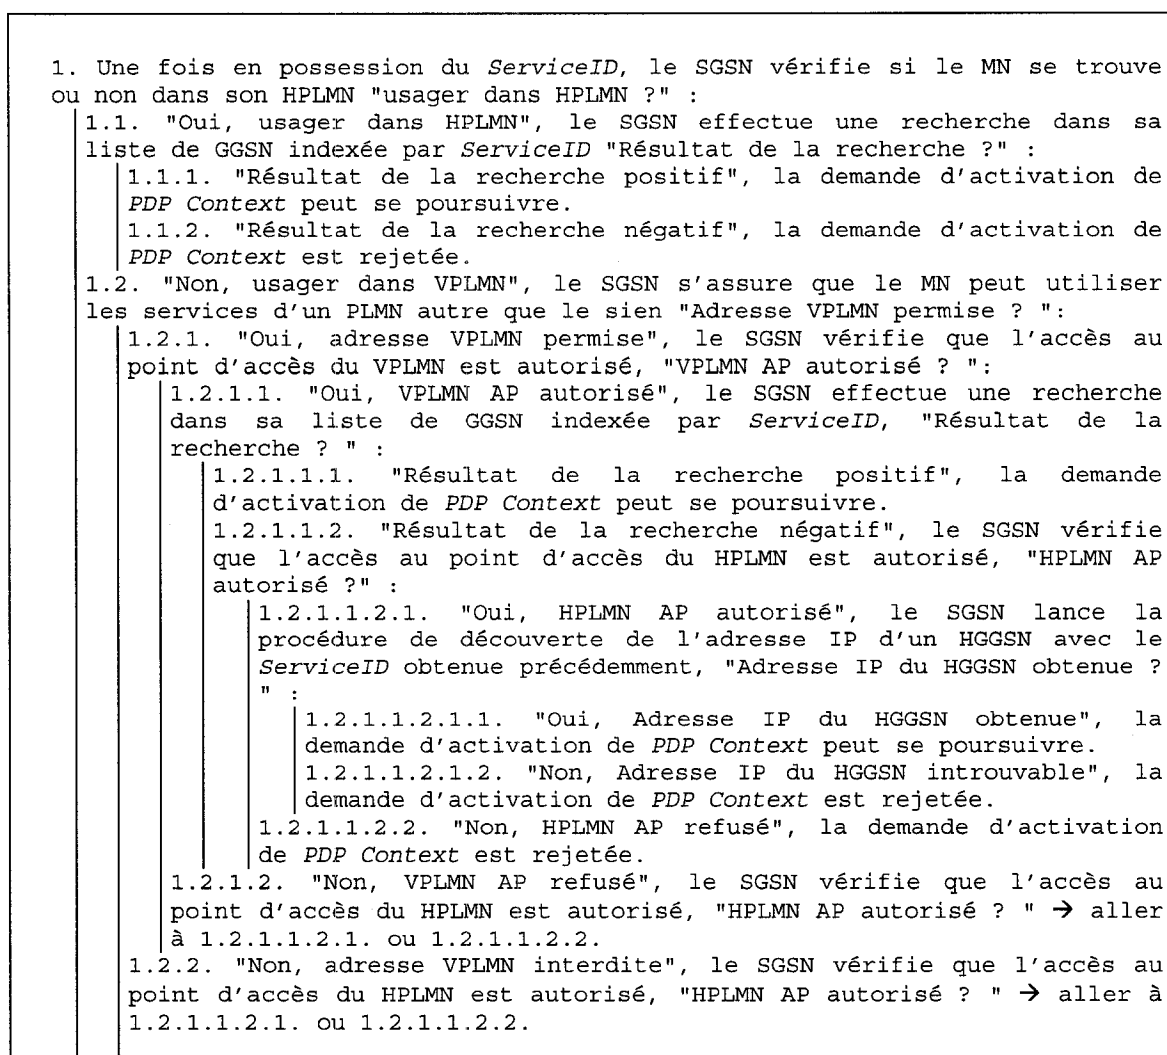 1. Une fois en possession du ServiceID, le SGSN vérifie si le MN se trouve
ou non dans son HPLMN "usager dans HPLMN ?" :
1.1. "Oui, usager dans HPLMN", le SGSN effectue une recherche dans sa
liste de GGSN indexée par ServiceID "Résultat de la recherche ?" :
1.1.1. "Résultat de la recherche positif", la demande d'activation de
PDP Context peut se poursuivre.
1.1.2. "Résultat de la recherche négatif", la demande d'activation de
PDP Context est rejetée.
1.2. "Non, usager dans VPLMN", le SGSN s'assure que le MN peut utiliser
les services d'un PLMN autre que le sien "Adresse VPLMN permise ? ":
1.2.1. "Oui, adresse VPLMN permise", le SGSN vérifie que l'accès au
point d'accès du VPLMN est autorisé, "VPLMN AP autorisé ? ":
1.2.1.1. "Oui, VPLMN AP autorisé", le SGSN effectue une recherche
dans sa liste de GGSN indexée par ServiceID, "Résultat de la
recherche ? " :
1.2.1.1.1. "Résultat de la recherche positif", la demande
d'activation de PDP Context peut se poursuivre.
1.2.1.1.2. "Résultat de la recherche négatif", le SGSN vérifie
que l'accès au point d'accès du HPLMN est autorisé, "HPLMN AP
autorisé ?" :
1.2.1.1.2.1. "Oui, HPLMN AP autorisé", le SGSN lance la
procédure de découverte de l'adresse IP d'un HGGSN avec le
ServiceID obtenue précédemment, "Adresse IP du HGGSN obtenue ?
" :
1.2.1.1.2.1.1. "Oui, Adresse IP du HGGSN obtenue", la
demande d'activation de PDP Context peut se poursuivre.
1.2.1.1.2.1.2. "Non, Adresse IP du HGGSN introuvable", la
demande d'activation de PDP Context est rejetée.
1.2.1.1.2.2. "Non, HPLMN AP refusé", la demande d'activation
de PDP Context est rejetée.
1.2.1.2. "Non, VPLMN AP refusé", le SGSN vérifie que l'accès au
point d'accès du HPLMN est autorisé, "HPLMN AP autorisé ? " → aller
à 1.2.1.1.2.1. ou 1.2.1.1.2.2.
1.2.2. "Non, adresse VPLMN interdite", le SGSN vérifie que l'accès au
point d'accès du HPLMN est autorisé, "HPLMN AP autorisé ? " → aller à
1.2.1.1.2.1. ou 1.2.1.1.2.2.